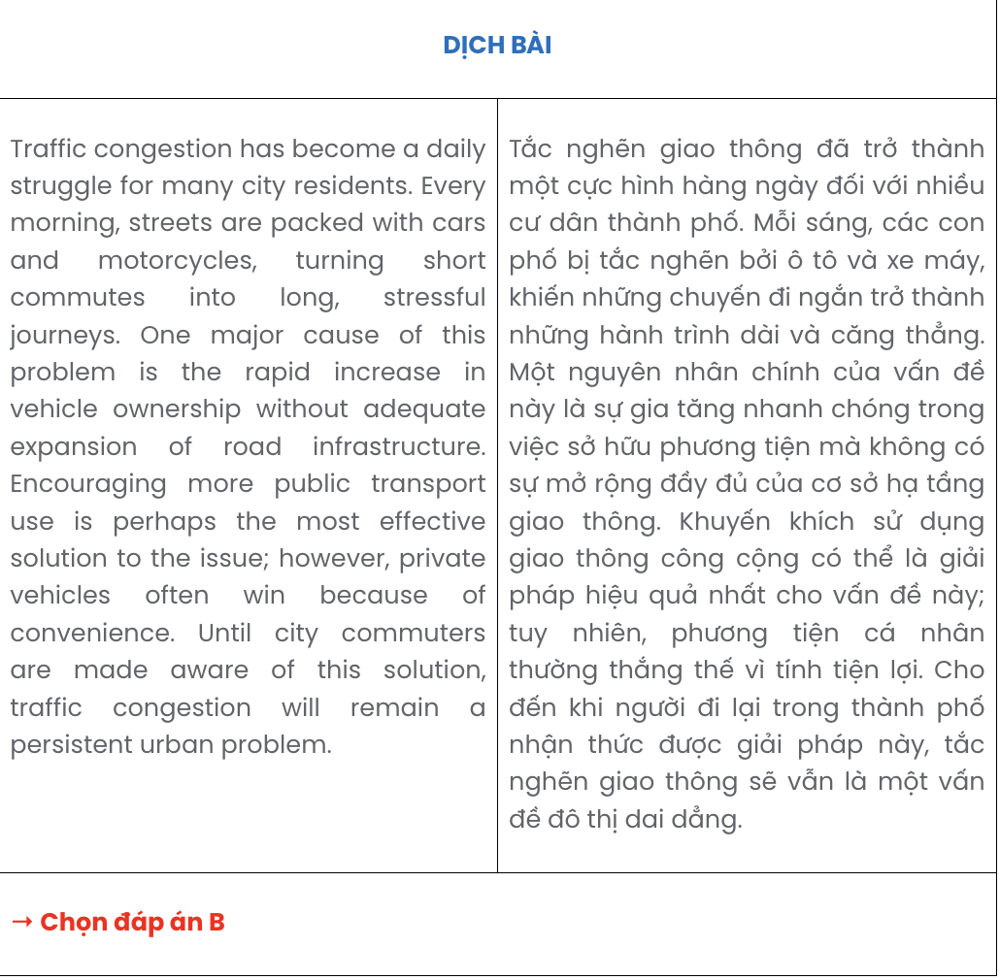 DỊCH BÀI
Traffic congestion has become a daily
struggle for many city residents. Every
morning, streets are packed with cars
and motorcycles, turning short
commutes into long, stressful
journeys. One major cause of this
problem is the rapid increase in
vehicle ownership without adequate
expansion of road infrastructure.
Encouraging more public transport
use is perhaps the most effective
solution to the issue; however, private
vehicles often win because of
convenience. Until city commuters
are made aware of this solution,
traffic congestion will remain a
persistent urban problem.
Tắc nghẽn giao thông đã trở thành
một cực hình hàng ngày đối với nhiều
cư dân thành phố. Mỗi sáng, các con
phố bị tắc nghẽn bởi ô tô và xe máy,
khiến những chuyến đi ngắn trở thành
những hành trình dài và căng thẳng.
Một nguyên nhân chính của vấn đề
này là sự gia tăng nhanh chóng trong
việc sở hữu phương tiện mà không có
sự mở rộng đầy đủ của cơ sở hạ tầng
giao thông. Khuyến khích sử dụng
giao thông công cộng có thể là giải
pháp hiệu quả nhất cho vấn đề này;
tuy nhiên, phương tiện cá nhân
thường thắng thế vì tính tiện lợi. Cho
đến khi người đi lại trong thành phố
nhận thức được giải pháp này, tắc
nghẽn giao thông sẽ vẫn là một vấn
đề đô thị dai dẳng.
→ Chọn đáp án B